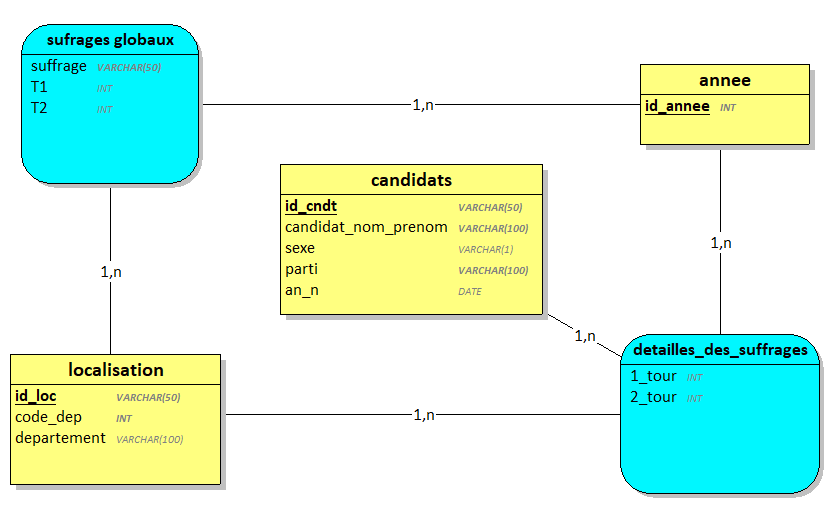 sufrages globaux
suffrage VARCHAR(50)
T1 INT
T2 INT
1,n
annee
id_annee INT
candidats
id_cndt VARCHAR(50)
candidat_nom_prenom VARCHAR(100)
sexe VARCHAR(1)
parti VARCHAR(100)
an_n DATE
1,n
1,n
1,n
localisation
id_loc VARCHAR(50)
code_dep INT
departement VARCHAR(100)
1,n
detailles_des_suffrages
1_tour INT
2_tour INT